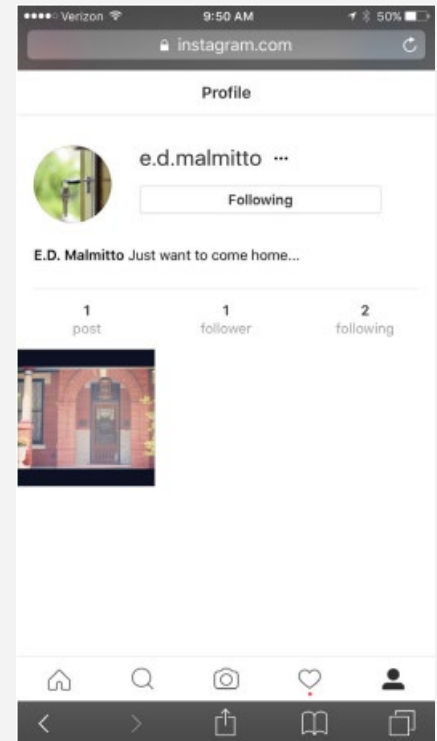 Verizon 9:50 AM 50%
instagram.com
Profile
e.d.malmitto ...
Following
E.D. Malmitto Just want to come home...
1 1 2
post follower following